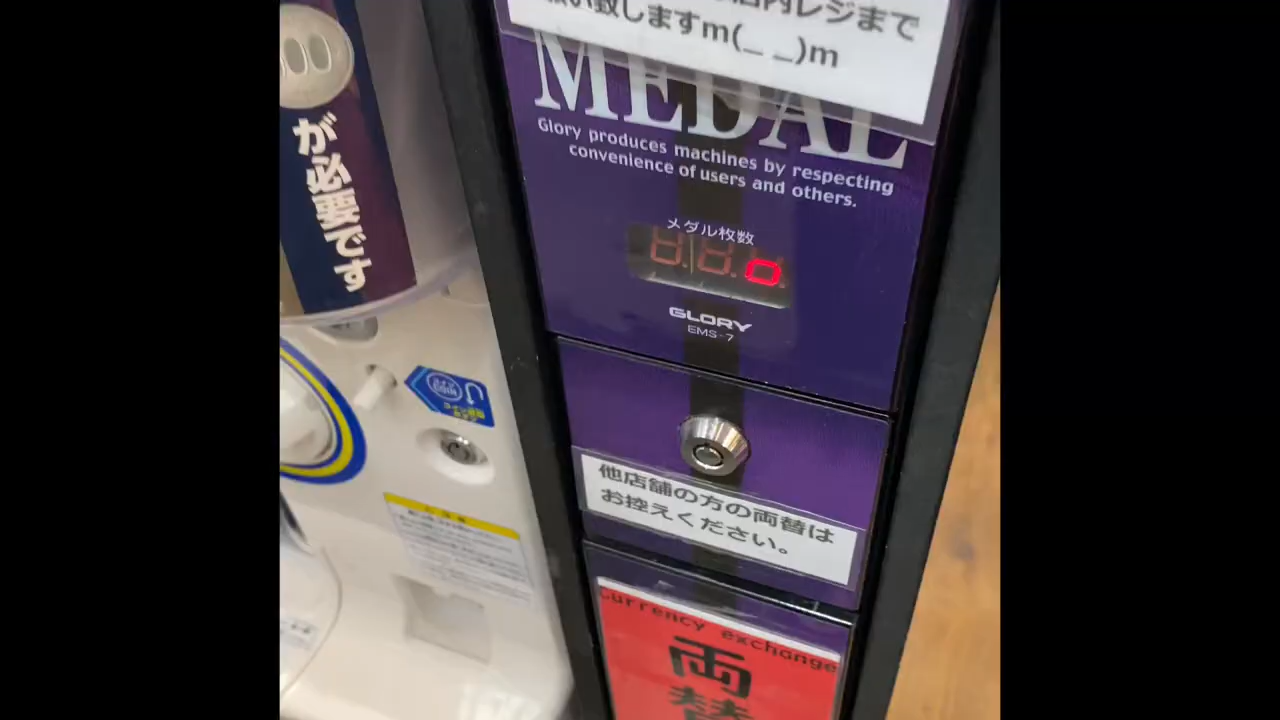 店内レジまで
致しますm(_ _)m
MEDAL
Glory produces machines by respecting
convenience of users and others.
メダル枚数
GLORY
EMS-7
他店舗の方の両替は
お控えください。
Currency exchange
両替
が必要です